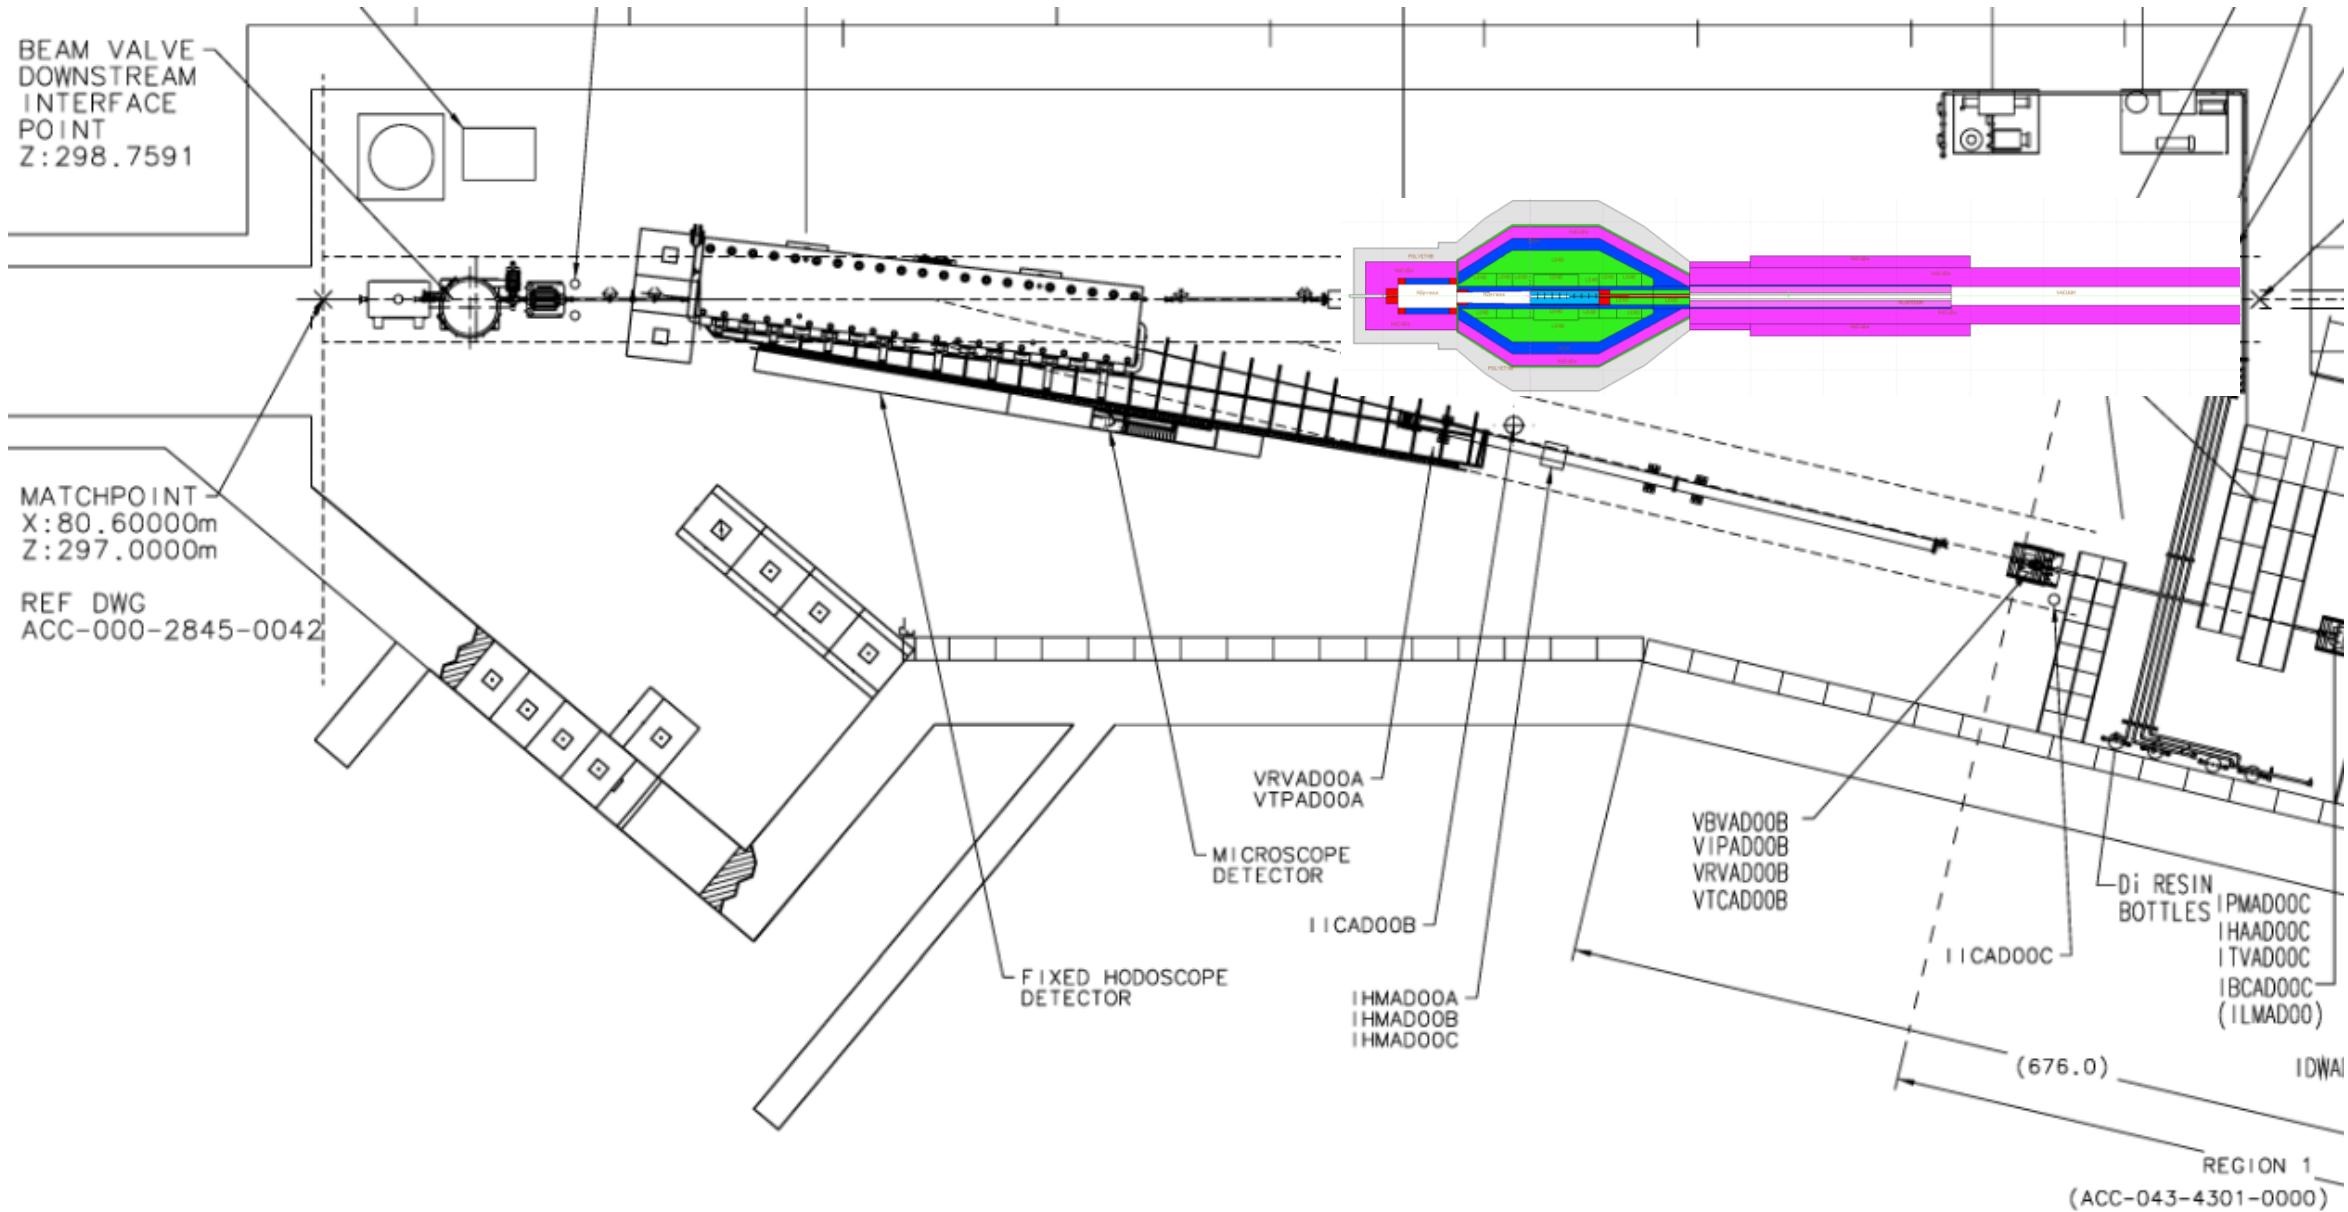 BEAM VALVE
DOWNSTREAM
INTERFACE
POINT
Z:298.7591
MATCHPOINT
X:80.60000m
Z:297.0000m
REF DWG
ACC-000-2845-0042
VACUUM
VRVAD00A
VTPAD00A
MICROSCOPE
DETECTOR
IICAD00B
FIXED HODOSCOPE
DETECTOR
IHMAD00A
IHMAD00B
IHMAD00C
VBVAD00B
VIPAD00B
VRVAD00B
VTCAD00B
IICAD00C
Di RESIN
BOTTLES
IPMAD00C
IHAAD00C
ITVAD00C
IBCAD00C
(ILMAD00)
(676.0)
REGION 1
(ACC-043-4301-0000)